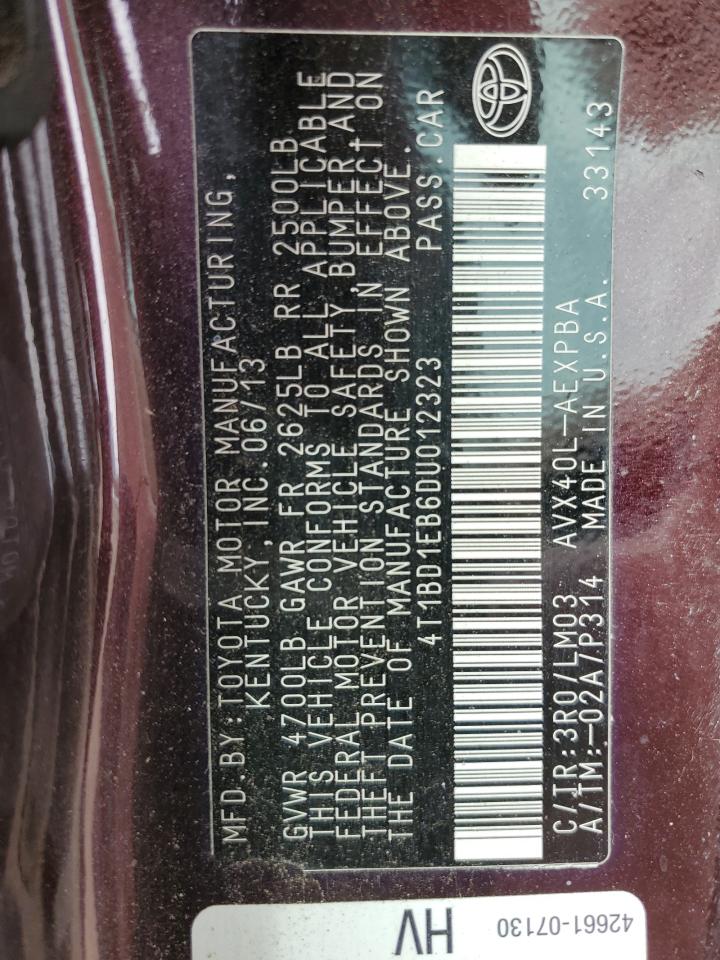 MFD.BY:TOYOTA MOTOR MANUFACTURING,
KENTUCKY,INC.06/13
GVWR 4700LB GAWR FR 2625LB RR 2500LB
THIS VEHICLE CONFORMS TO ALL APPLICABLE
FEDERAL MOTOR VEHICLE SAFETY,BUMPER,AND
THEFT PREVENTION STANDARDS IN EFFECT ON
THE DATE OF MANUFACTURE SHOWN ABOVE.
4T1BD1EB6DU012323 PASS.CAR
C/TR:3R0/LM03 AVX40L-AEXPBA 33143
A/TM:-02A/P314 MADE IN U.S.A.
HV
42661-07130